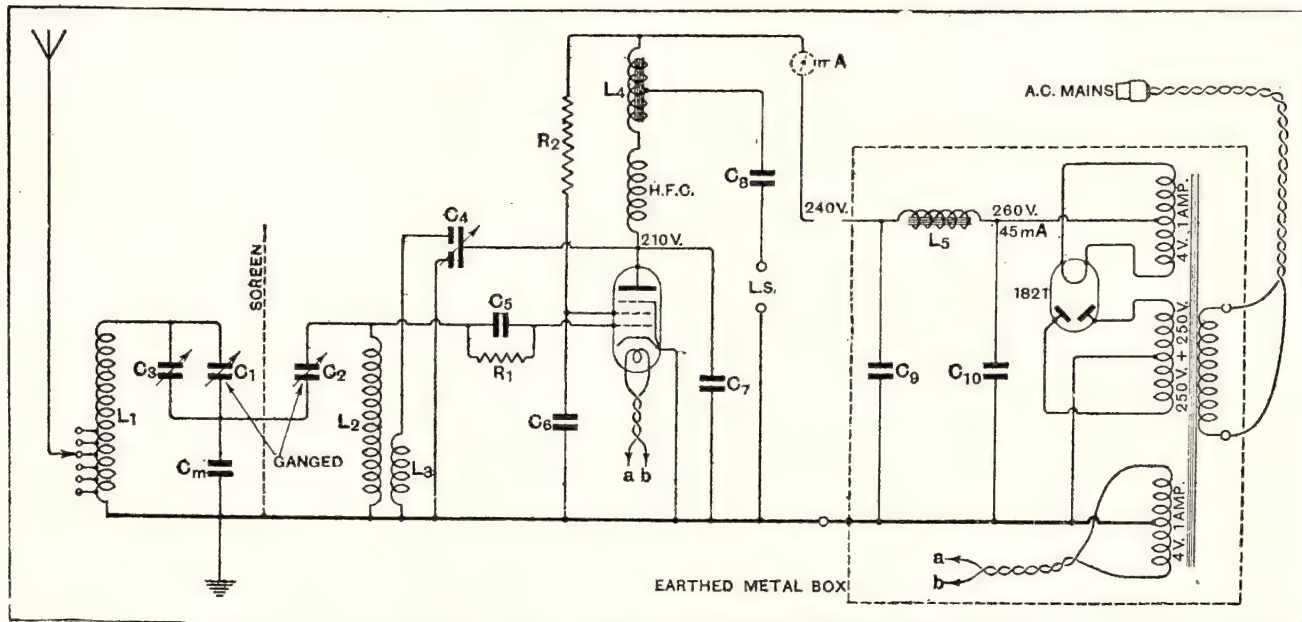 mA
L4
A.C. MAINS
R2
H.F.C.
C8
C4
240V.
260V.
45mA
L5
4V. 1AMP.
210V.
SCREEN
182T
L.S.
C5
250V. + 250V.
C3
C1
C2
R1
C9
C10
C7
L1
L2
C6
Cm
GANGED
L3
a b
4V. 1AMP.
a
b
EARTHED METAL BOX